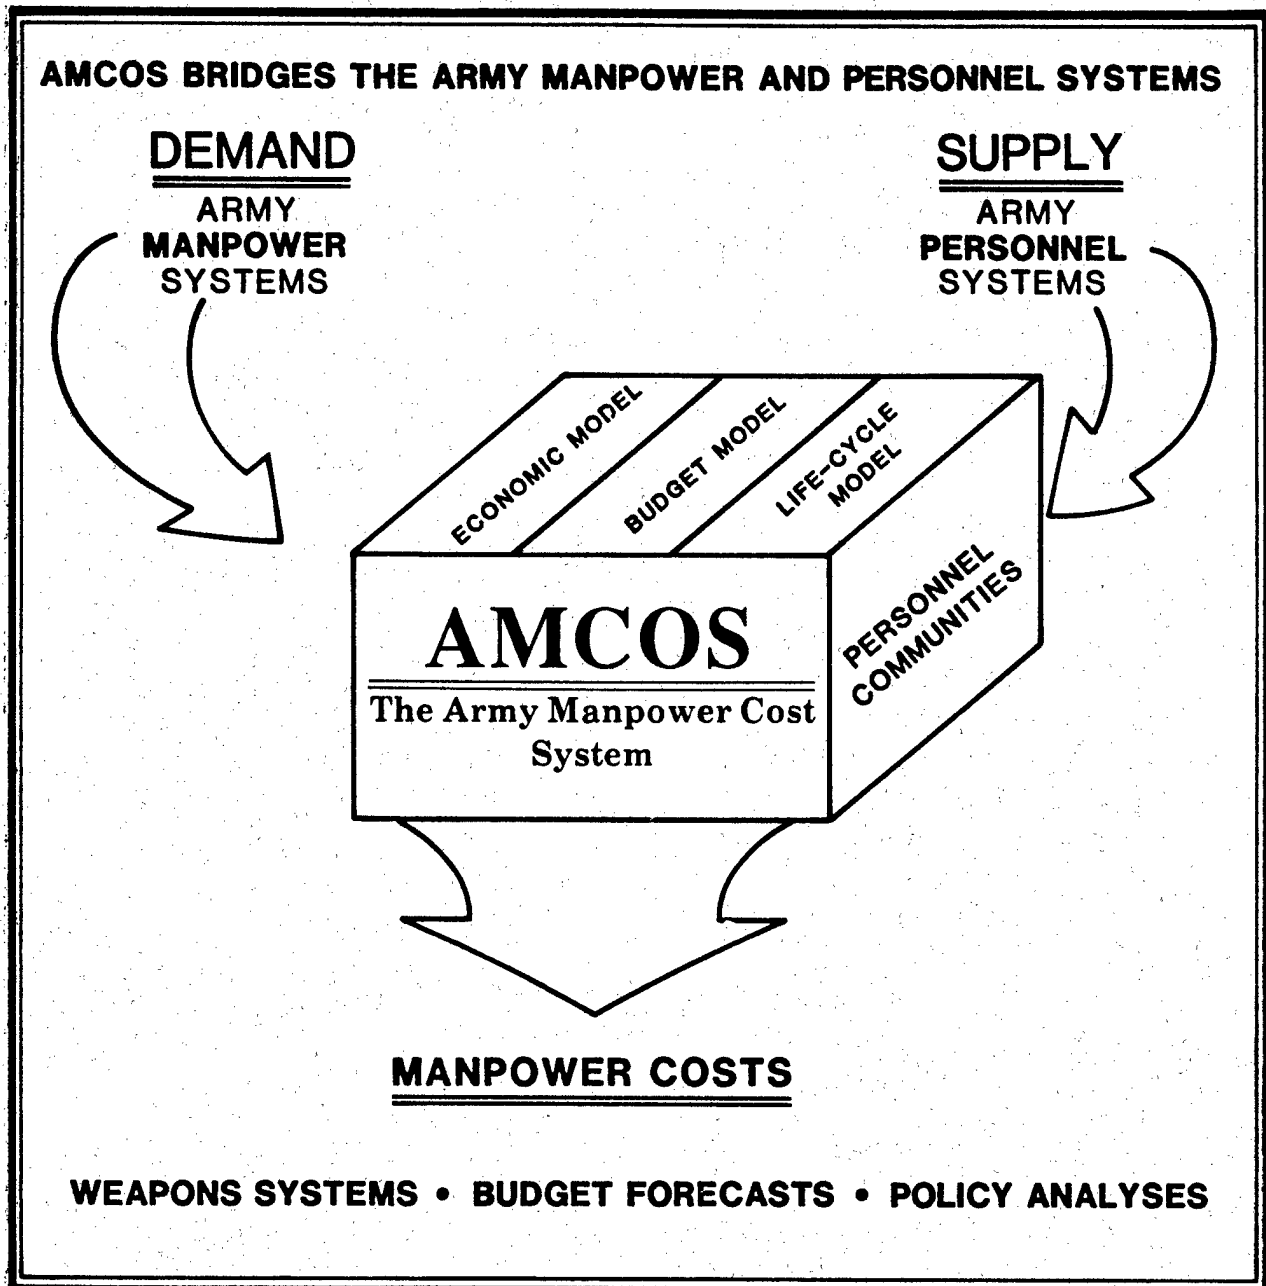 AMCOS BRIDGES THE ARMY MANPOWER AND PERSONNEL SYSTEMS
DEMAND
ARMY
MANPOWER
SYSTEMS
SUPPLY
ARMY
PERSONNEL
SYSTEMS
ECONOMIC MODEL
BUDGET MODEL
LIFE-CYCLE
MODEL
PERSONNEL
COMMUNITIES
AMCOS
The Army Manpower Cost
System
MANPOWER COSTS
WEAPONS SYSTEMS • BUDGET FORECASTS • POLICY ANALYSES